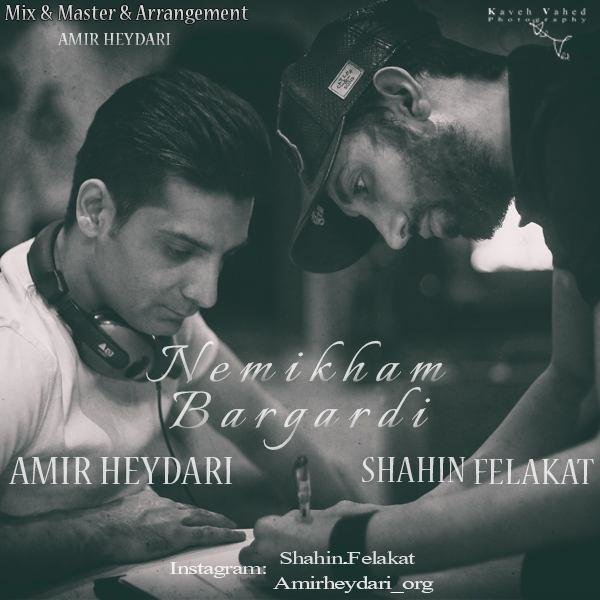 Mix & Master & Arrangement
AMIR HEYDARI
Kaveh Vahed
Photography
Nemikham
Bargardi
AMIR HEYDARI
SHAHIN FELAKAT
Instagram: Shahin.Felakat
Amirheydari_org